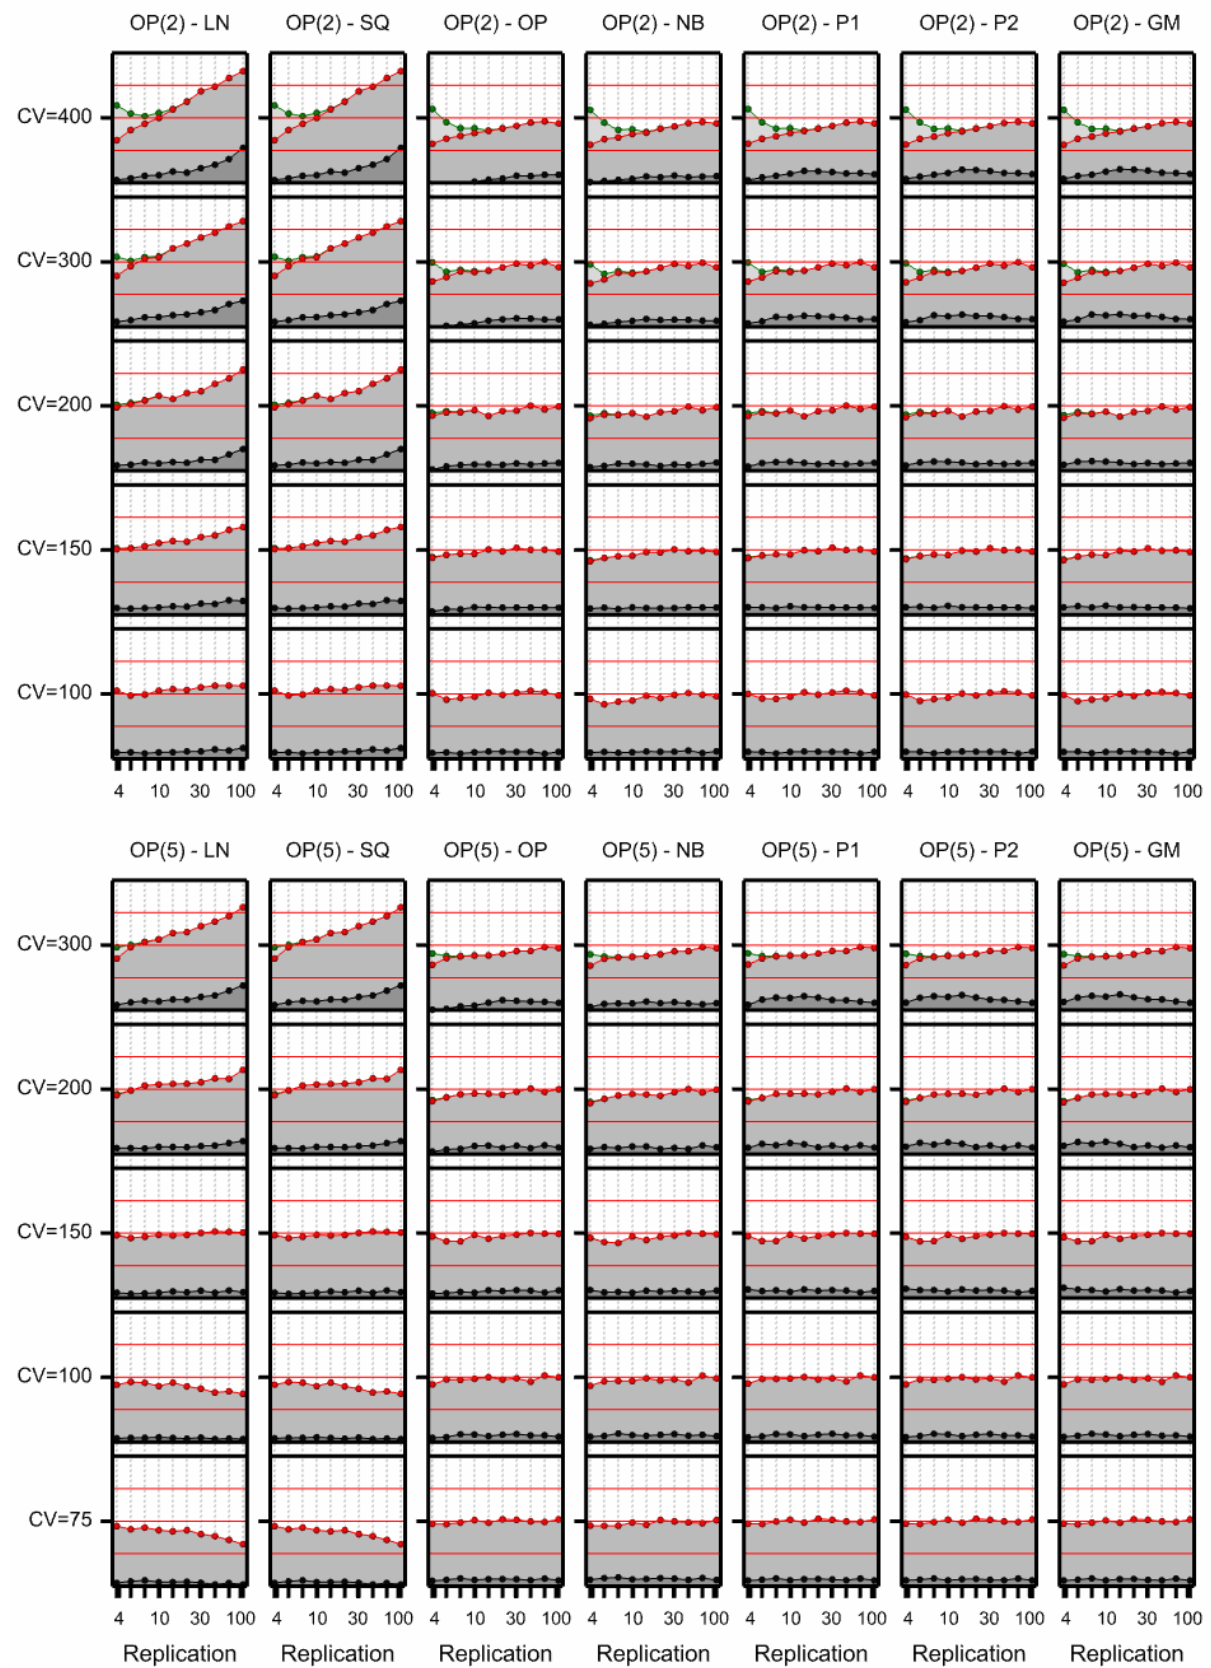 OP(2) - LN OP(2) - SQ OP(2) - OP OP(2) - NB OP(2) - P1 OP(2) - P2 OP(2) - GM
CV=400
CV=300
CV=200
CV=150
CV=100
4 10 30 100 4 10 30 100 4 10 30 100 4 10 30 100 4 10 30 100 4 10 30 100 4 10 30 100
OP(5) - LN OP(5) - SQ OP(5) - OP OP(5) - NB OP(5) - P1 OP(5) - P2 OP(5) - GM
CV=300
CV=200
CV=150
CV=100
CV=75
4 10 30 100 4 10 30 100 4 10 30 100 4 10 30 100 4 10 30 100 4 10 30 100 4 10 30 100
Replication Replication Replication Replication Replication Replication Replication